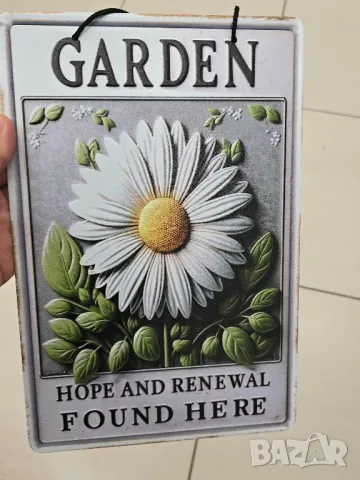 GARDEN
HOPE AND RENEWAL
FOUND HERE
BAZAR